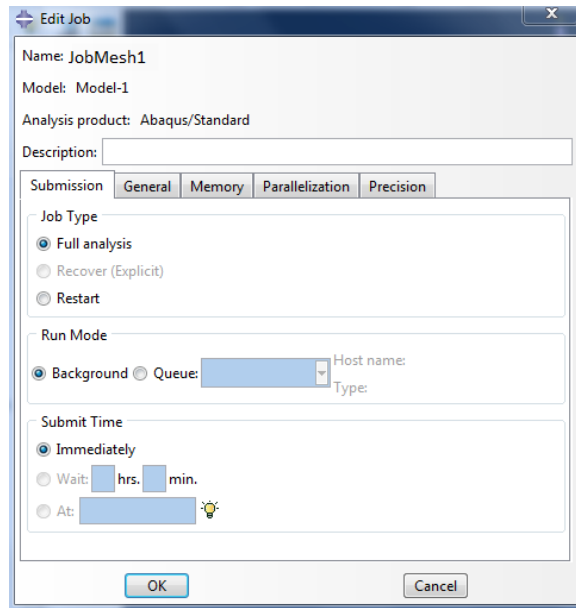 Edit Job
X
Name: JobMesh1
Model: Model-1
Analysis product: Abaqus/Standard
Description:
Submission General Memory Parallelization Precision
Job Type
Full analysis
Recover (Explicit)
Restart
Run Mode
Background Queue: Host name:
Type:
Submit Time
Immediately
Wait: hrs. min.
At:
OK Cancel